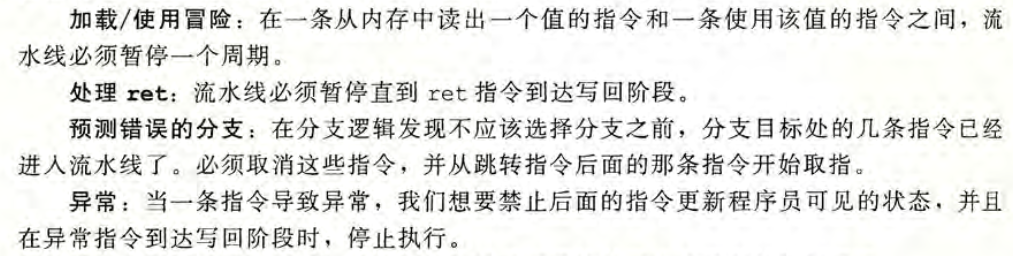 加载/使用冒险：在一条从内存中读出一个值的指令和一条使用该值的指令之间，流
水线必须暂停一个周期。
处理 ret：流水线必须暂停直到 ret 指令到达写回阶段。
预测错误的分支：在分支逻辑发现不应该选择分支之前，分支目标处的几条指令已经
进入流水线了。必须取消这些指令，并从跳转指令后面的那条指令开始取指。
异常：当一条指令导致异常，我们想要禁止后面的指令更新程序员可见的状态，并且
在异常指令到达写回阶段时，停止执行。